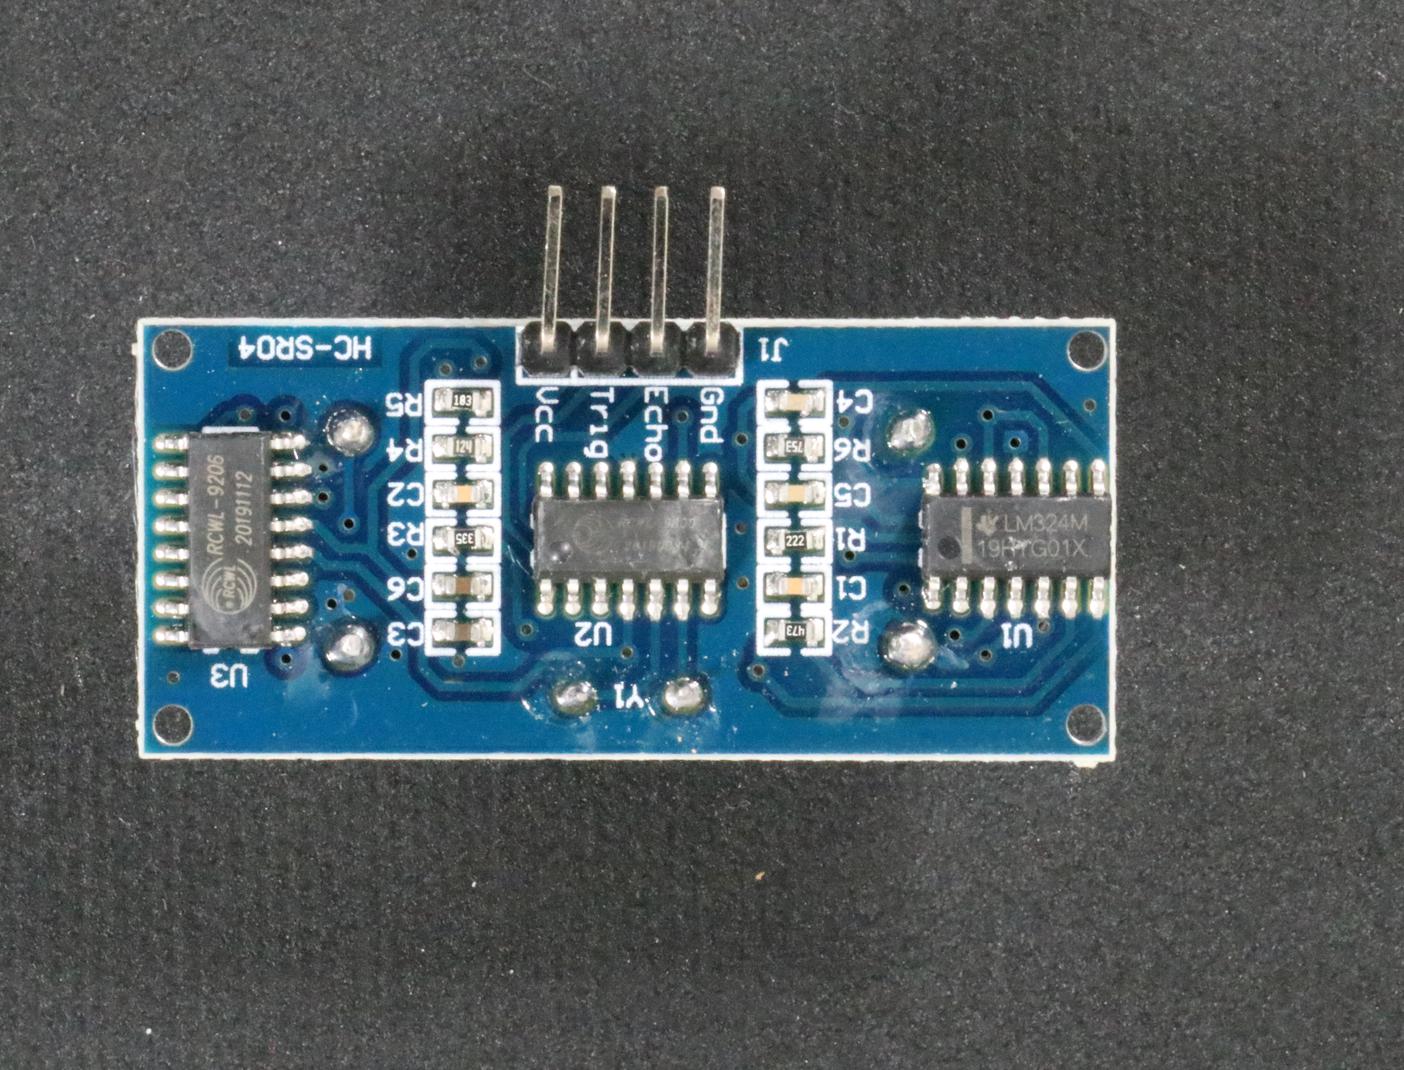 HC-SR04
J1
Vcc
Trig
Echo
Gnd
R5
103
R4
124
C2
R3
335
C6
C3
C4
R6
753
C5
R1
222
C1
R2
473
RCWL-9206
20191112
RCWL
U3
U2
Y1
LM324M
U1